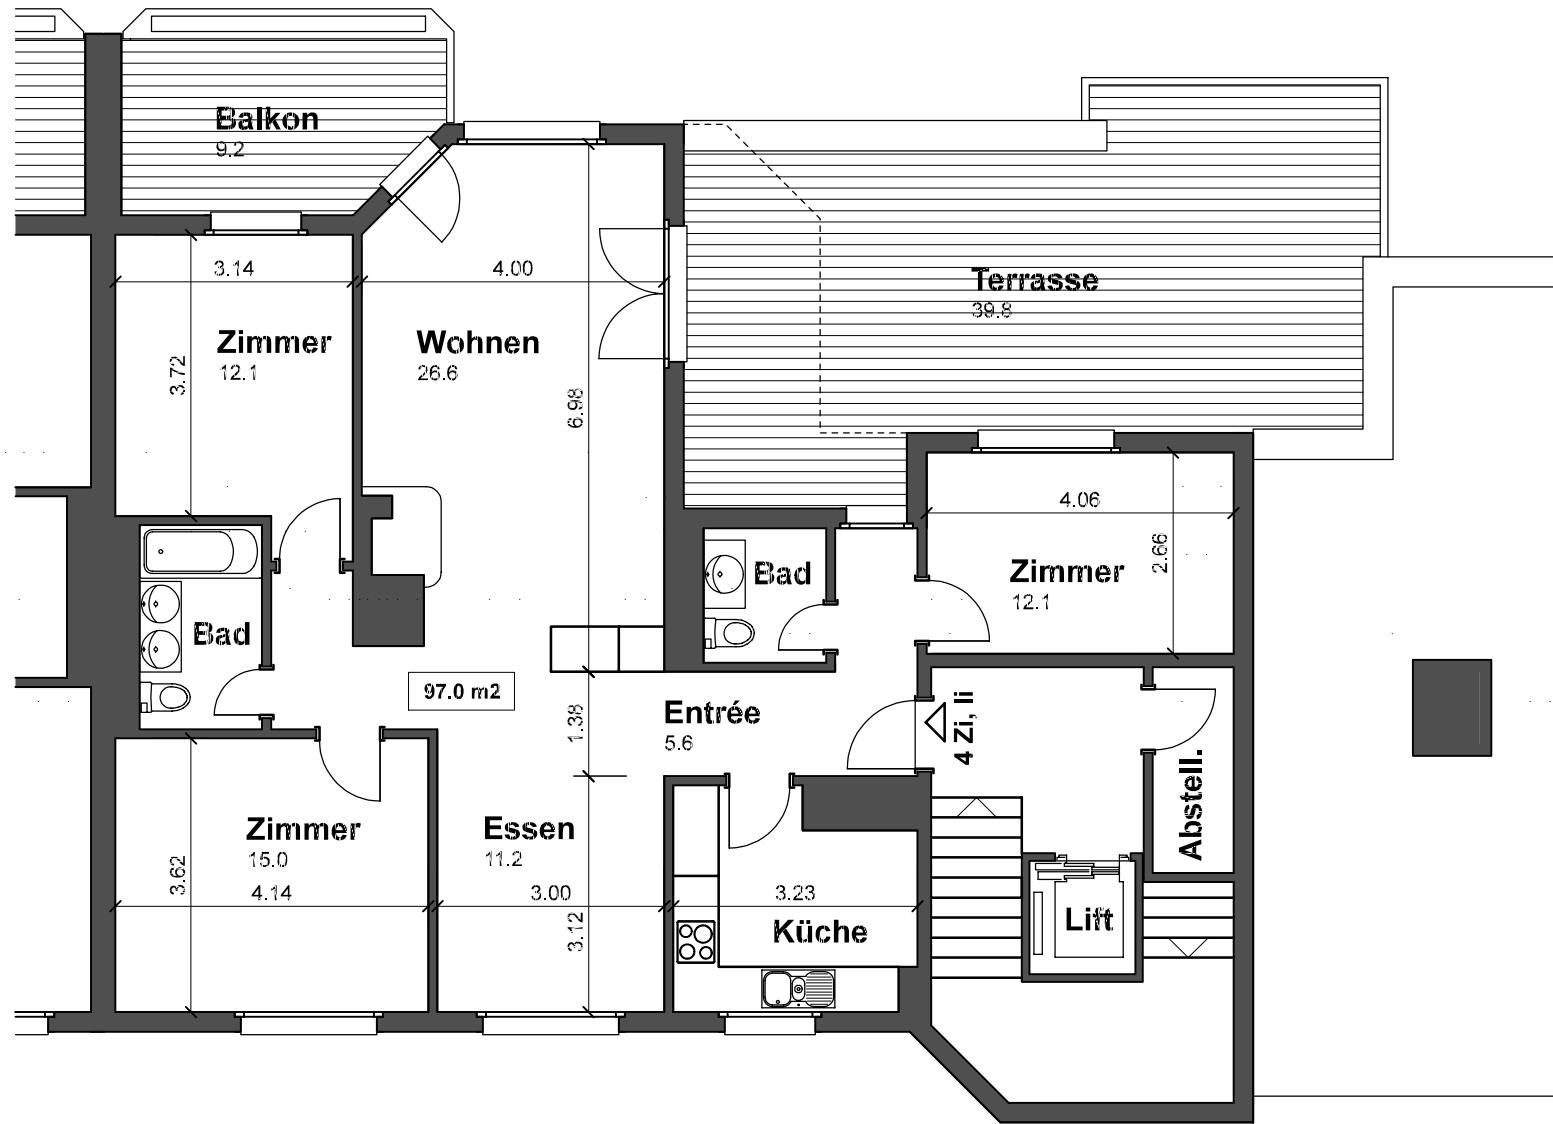 Balkon
9.2
3.14
4.00
Terrasse
39.8
Zimmer
12.1
Wohnen
26.6
3.72
6.98
4.06
2.66
Zimmer
12.1
Bad
Bad
97.0 m2
Entrée
5.6
1.38
4 Zi, li
Abstell.
Zimmer
15.0
Essen
11.2
3.62
4.14
3.00
3.23
3.12
Küche
Lift